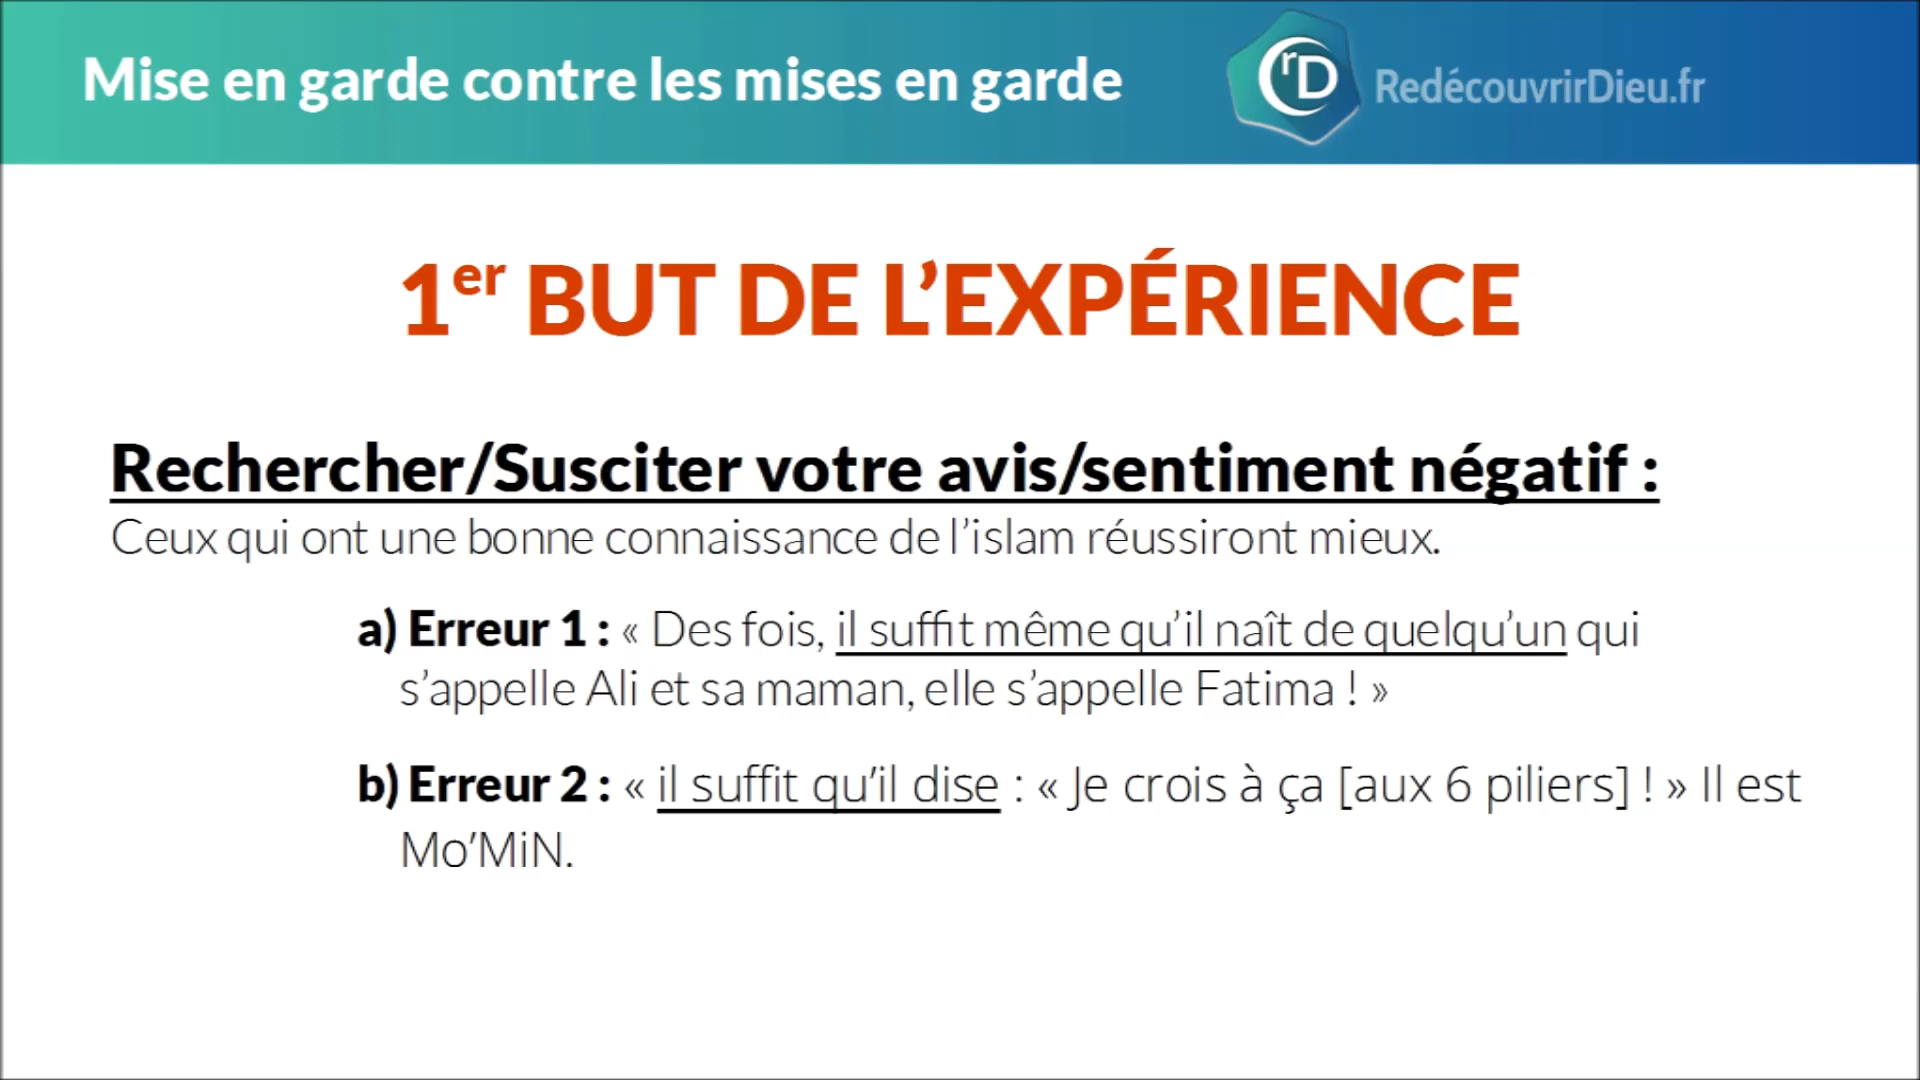 Mise en garde contre les mises en garde
rD RedécouvrirDieu.fr
1er BUT DE L’EXPÉRIENCE
Rechercher/Susciter votre avis/sentiment négatif :
Ceux qui ont une bonne connaissance de l’islam réussiront mieux.
a) Erreur 1 : « Des fois, il suffit même qu’il naît de quelqu’un qui
s’appelle Ali et sa maman, elle s’appelle Fatima ! »
b) Erreur 2 : « il suffit qu’il dise : « Je crois à ça [aux 6 piliers] ! » Il est
Mo’MiN.